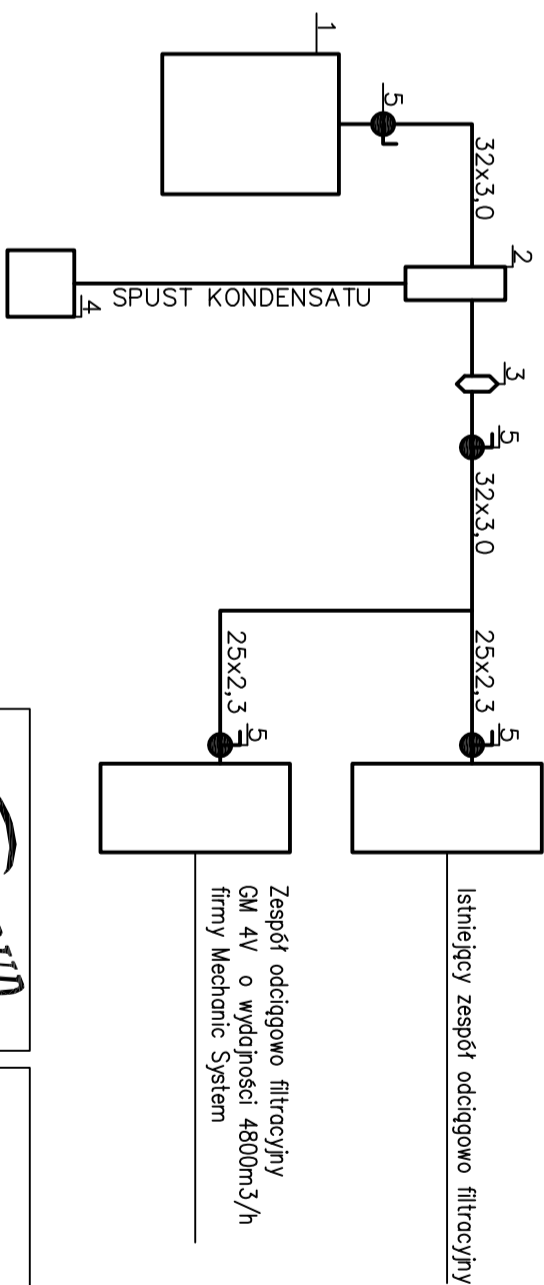 1
5
32x3,0
2
SPUST KONDENSATU
4
3
5
32x3,0
25x2,3
5
25x2,3
5
Istniejący zespół odciągowo filtracyjny
Zespół odciągowo filtracyjny
GM 4V o wydajności 4800m3/h
firmy Mechanic System